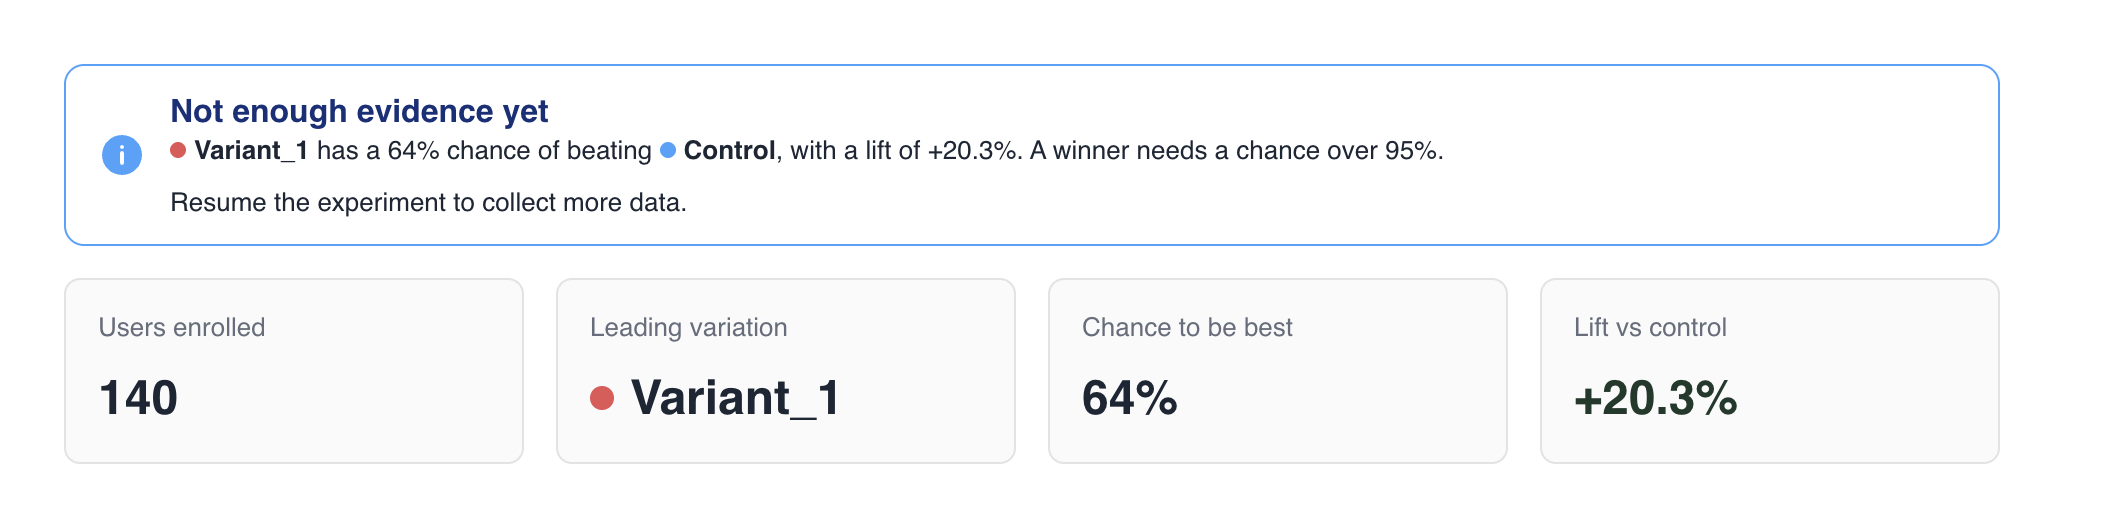 Not enough evidence yet
Variant_1 has a 64% chance of beating Control, with a lift of +20.3%. A winner needs a chance over 95%.
Resume the experiment to collect more data.
Users enrolled
140
Leading variation
Variant_1
Chance to be best
64%
Lift vs control
+20.3%